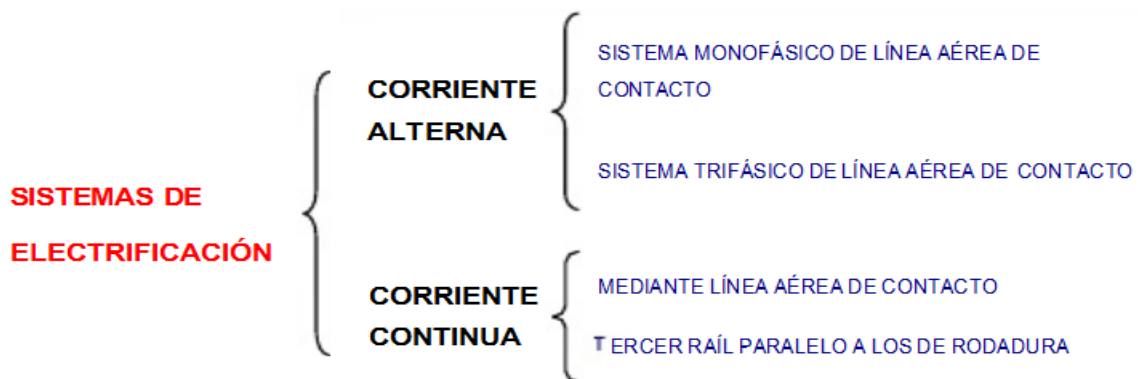 SISTEMAS DE
ELECTRIFICACIÓN
CORRIENTE
ALTERNA
SISTEMA MONOFÁSICO DE LÍNEA AÉREA DE
CONTACTO
SISTEMA TRIFÁSICO DE LÍNEA AÉREA DE CONTACTO
CORRIENTE
CONTINUA
MEDIANTE LÍNEA AÉREA DE CONTACTO
T ERCER RAÍL PARALELO A LOS DE RODADURA